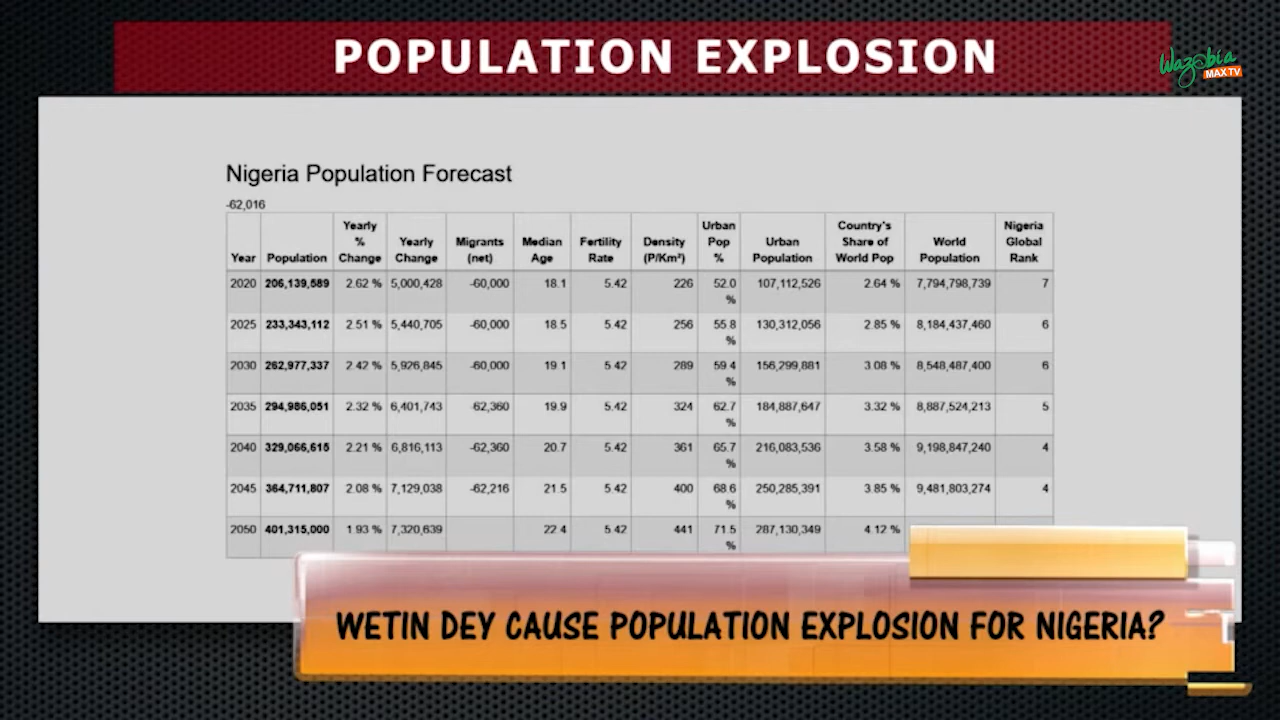 POPULATION EXPLOSION
Wazobia
MAX TV
Nigeria Population Forecast
-62,016
Year Population Yearly % Change Yearly Change Migrants (net) Median Age Fertility Rate Density (P/Km²) Urban Pop % Urban Population Country's Share of World Pop World Population Nigeria Global Rank
2020 206,139,589 2.62 % 5,000,428 -60,000 18.1 5.42 226 52.0 % 107,112,526 2.64 % 7,794,798,739 7
2025 233,343,112 2.51 % 5,440,705 -60,000 18.5 5.42 256 55.8 % 130,312,056 2.85 % 8,184,437,460 6
2030 262,977,337 2.42 % 5,926,845 -60,000 19.1 5.42 289 59.4 % 156,299,881 3.08 % 8,548,487,400 6
2035 294,986,051 2.32 % 6,401,743 -62,360 19.9 5.42 324 62.7 % 184,887,647 3.32 % 8,887,524,213 5
2040 329,066,615 2.21 % 6,816,113 -62,360 20.7 5.42 361 65.7 % 216,083,536 3.58 % 9,198,847,240 4
2045 364,711,807 2.08 % 7,129,038 -62,216 21.5 5.42 400 68.6 % 250,285,391 3.85 % 9,481,803,274 4
2050 401,315,000 1.93 % 7,320,639 22.4 5.42 441 71.5 % 287,130,349 4.12 %
WETIN DEY CAUSE POPULATION EXPLOSION FOR NIGERIA?